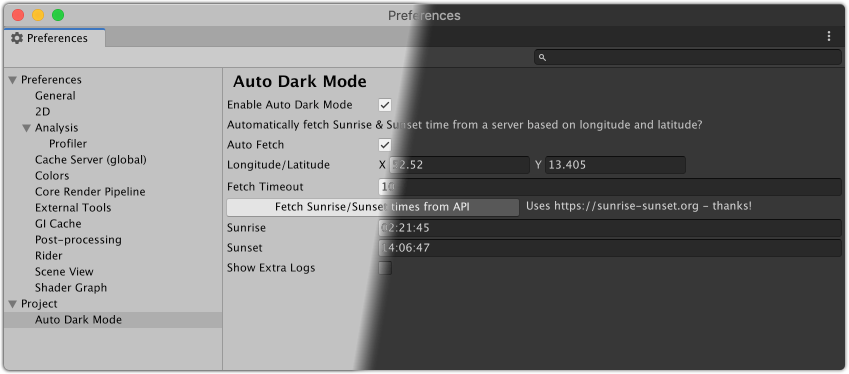 Preferences
Preferences
Preferences
General
2D
Analysis
Profiler
Cache Server (global)
Colors
Core Render Pipeline
External Tools
GI Cache
Post-processing
Rider
Scene View
Shader Graph
Project
Auto Dark Mode
Auto Dark Mode
Enable Auto Dark Mode
Automatically fetch Sunrise & Sunset time from a server based on longitude and latitude?
Auto Fetch
Longitude/Latitude X 52.52 Y 13.405
Fetch Timeout 10
Fetch Sunrise/Sunset times from API Uses https://sunrise-sunset.org - thanks!
Sunrise 02:21:45
Sunset 14:06:47
Show Extra Logs